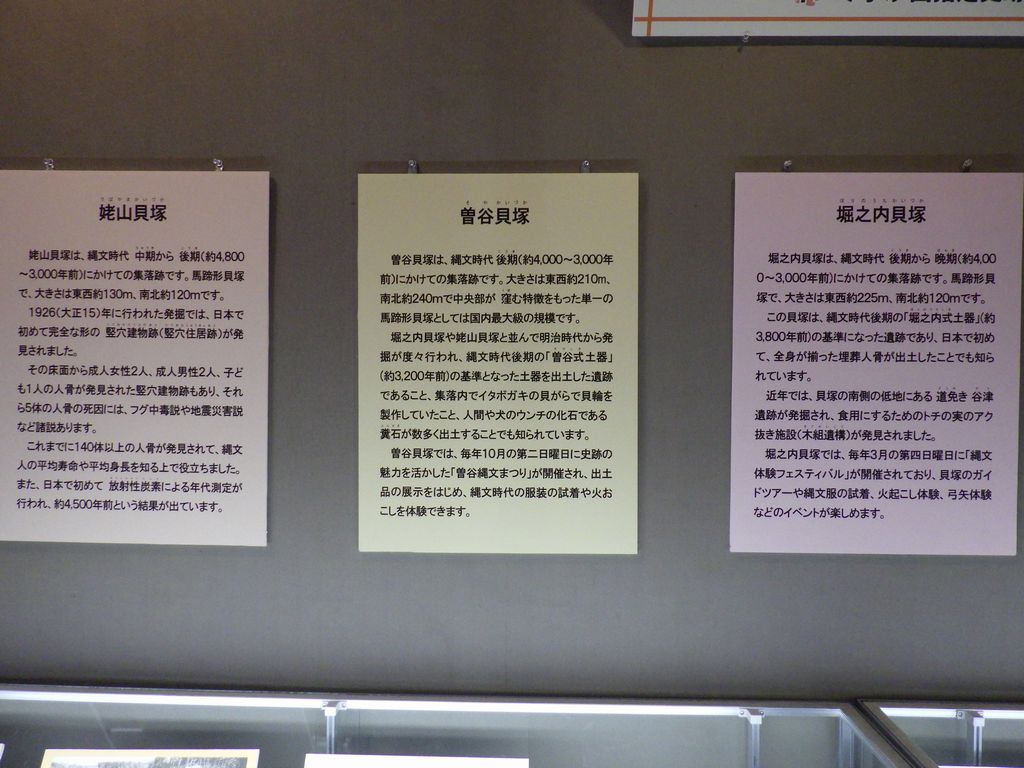 うばやまかいづか
姥山貝塚
姥山貝塚は、縄文時代 中期から 後期(約4,800
～3,000年前)にかけての集落跡です。馬蹄形貝塚
で、大きさは東西約130m、南北約120mです。
1926(大正15)年に行われた発掘では、日本で
初めて完全な形の 竪穴建物跡(竪穴住居跡)が発
見されました。
その床面から成人女性2人、成人男性2人、子ど
も1人の人骨が発見された竪穴建物跡もあり、それ
ら5体の人骨の死因には、フグ中毒説や地震災害説
など諸説あります。
これまでに140体以上の人骨が発見されて、縄文
人の平均寿命や平均身長を知る上で役立ちました。
また、日本で初めて 放射性炭素による年代測定が
行われ、約4,500年前という結果が出ています。
そやかいづか
曽谷貝塚
曽谷貝塚は、縄文時代 後期(約4,000～3,000年
前)にかけての集落跡です。大きさは東西約210m、
南北約240mで中央部が 窪む特徴をもった単一の
馬蹄形貝塚としては国内最大級の規模です。
堀之内貝塚や姥山貝塚と並んで明治時代から発
掘が度々行われ、縄文時代後期の「曽谷式土器」
(約3,200年前)の基準となった土器を出土した遺跡
であること、集落内でイタボガキの貝がらで貝輪を
製作していたこと、人間や犬のウンチの化石である
糞石が数多く出土することでも知られています。
曽谷貝塚では、毎年10月の第二日曜日に史跡の
魅力を活かした「曽谷縄文まつり」が開催され、出土
品の展示をはじめ、縄文時代の服装の試着や火お
こしを体験できます。
ほりのうちかいづか
堀之内貝塚
堀之内貝塚は、縄文時代 後期から 晩期(約4,00
0～3,000年前)にかけての集落跡です。馬蹄形貝
塚で、大きさは東西約225m、南北約120mです。
この貝塚は、縄文時代後期の「堀之内式土器」(約
3,800年前)の基準になった遺跡であり、日本で初め
て、全身が揃った埋葬人骨が出土したことでも知ら
れています。
近年では、貝塚の南側の低地にある 道免き 谷津
遺跡が発掘され、食用にするためのトチの実のアク
抜き施設(木組遺構)が発見されました。
堀之内貝塚では、毎年3月の第四日曜日に「縄文
体験フェスティバル」が開催されており、貝塚のガイ
ドツアーや縄文服の試着、火起こし体験、弓矢体験
などのイベントが楽しめます。